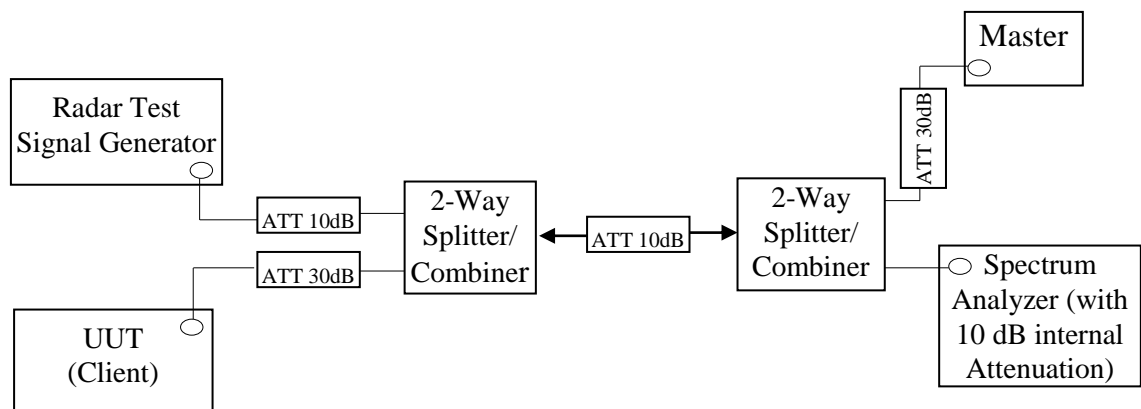 Radar Test
Signal Generator
ATT 10dB
ATT 30dB
UUT
(Client)
2-Way
Splitter/
Combiner
ATT 10dB
2-Way
Splitter/
Combiner
ATT 30dB
Master
Spectrum
Analyzer (with
10 dB internal
Attenuation)